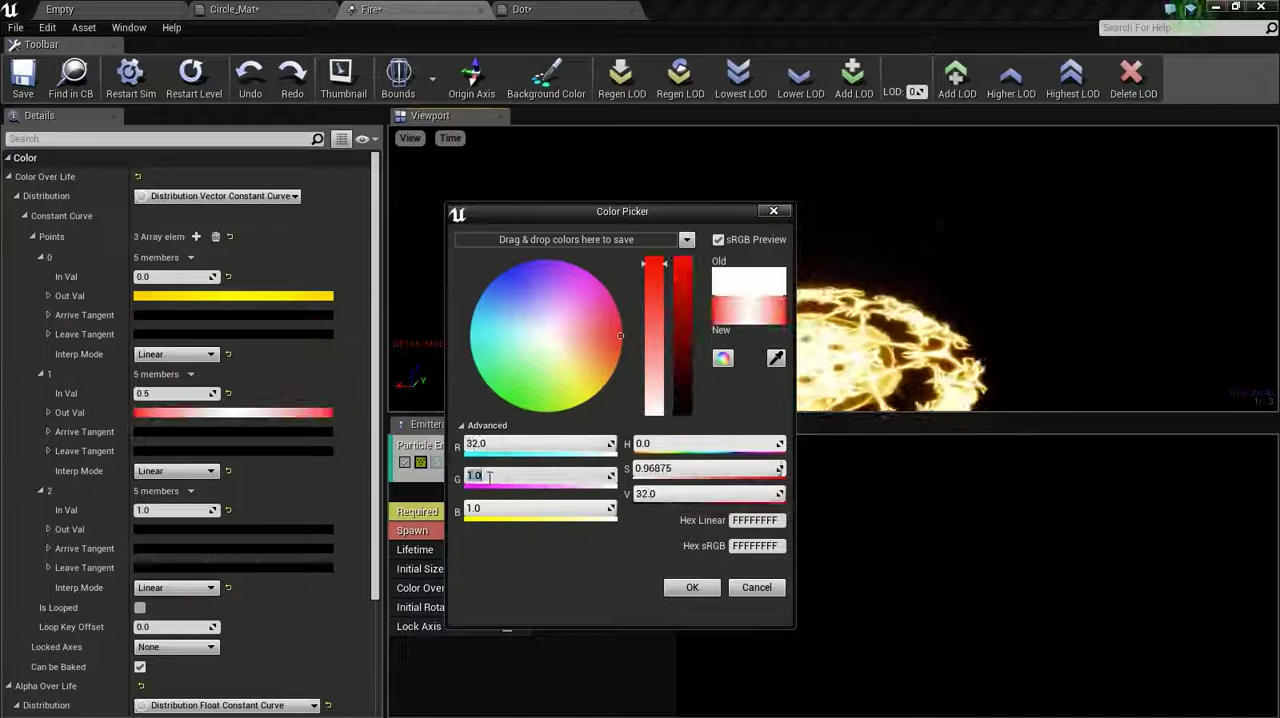 Empty Circle_Mat* Fire* Dot*
File Edit Asset Window Help Search For Help
Toolbar
Save Find in CB Restart Sim Restart Level Undo Redo Thumbnail Bounds Origin Axis Background Color Regen LOD Regen LOD Lowest LOD Lower LOD Add LOD LOD: 0 Add LOD Higher LOD Highest LOD Delete LOD
Details
Search
Color
Color Over Life
Distribution Distribution Vector Constant Curve
Constant Curve
Points 3 Array elem
0 5 members
In Val 0.0
Out Val
Arrive Tangent
Leave Tangent
Interp Mode Linear
1 5 members
In Val 0.5
Out Val
Arrive Tangent
Leave Tangent
Interp Mode Linear
2 5 members
In Val 1.0
Out Val
Arrive Tangent
Leave Tangent
Interp Mode Linear
Is Looped
Loop Key Offset 0.0
Locked Axes None
Can be Baked
Alpha Over Life
Distribution Distribution Float Constant Curve
Viewport
View Time
Y
Color Picker
Drag & drop colors here to save
sRGB Preview
Old
New
Advanced
R 32.0 H 0.0
G 1.0 S 0.96875
B 1.0 V 32.0
Hex Linear FFFFFFFF
Hex sRGB FFFFFFFF
OK Cancel
Emitters
Particle Em
Required
Spawn
Lifetime
Initial Size
Color Over
Initial Rota
Lock Axis